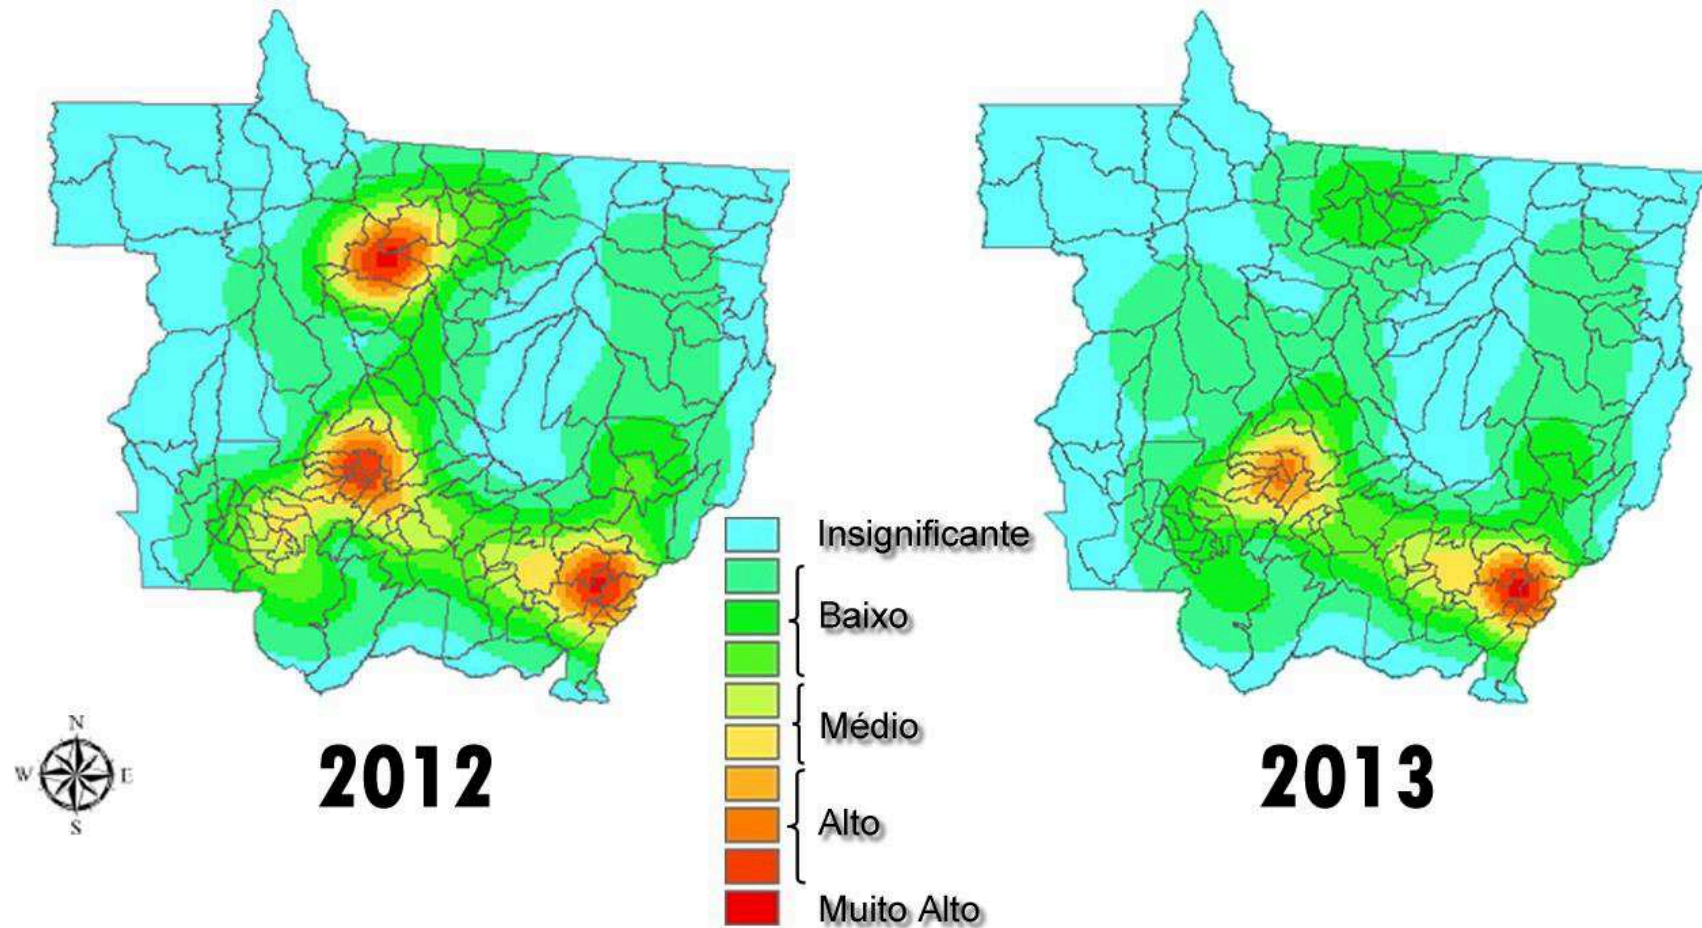 Insignificante
Baixo
Médio
Alto
Muito Alto
N
W E
S
2012
2013